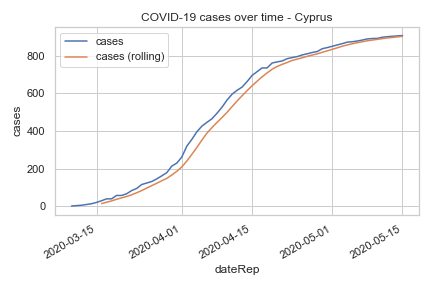 COVID-19 cases over time - Cyprus
cases
cases (rolling)
800
600
400
200
0
cases
2020-03-15
2020-04-01
2020-04-15
2020-05-01
2020-05-15
dateRep